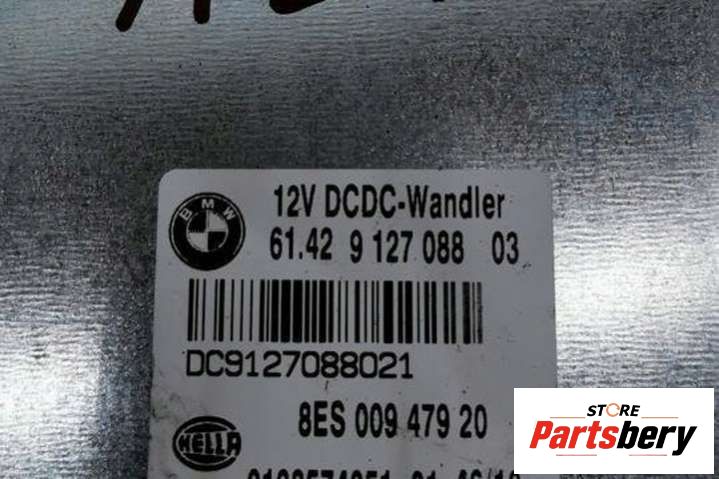 BMW
12V DCDC-Wandler
61.42 9 127 088 03
DC9127088021
8ES 009 479 20
HELLA
STORE
Partsbery